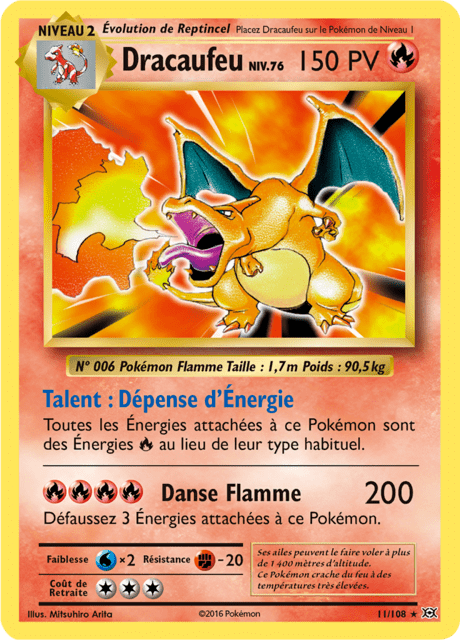 NIVEAU 2 Évolution de Reptincel Placez Dracaufeu sur le Pokémon de Niveau 1
Dracaufeu NIV.76 150 PV
N° 006 Pokémon Flamme Taille : 1,7m Poids : 90,5kg
Talent : Dépense d'Énergie
Toutes les Énergies attachées à ce Pokémon sont
des Énergies au lieu de leur type habituel.
Danse Flamme 200
Défaussez 3 Énergies attachées à ce Pokémon.
Faiblesse ×2 Résistance -20
Coût de
Retraite
Ses ailes peuvent le faire voler à plus
de 1 400 mètres d'altitude.
Ce Pokémon crache du feu à des
températures très élevées.
Illus. Mitsuhiro Arita ©2016 Pokémon 11/108 ★